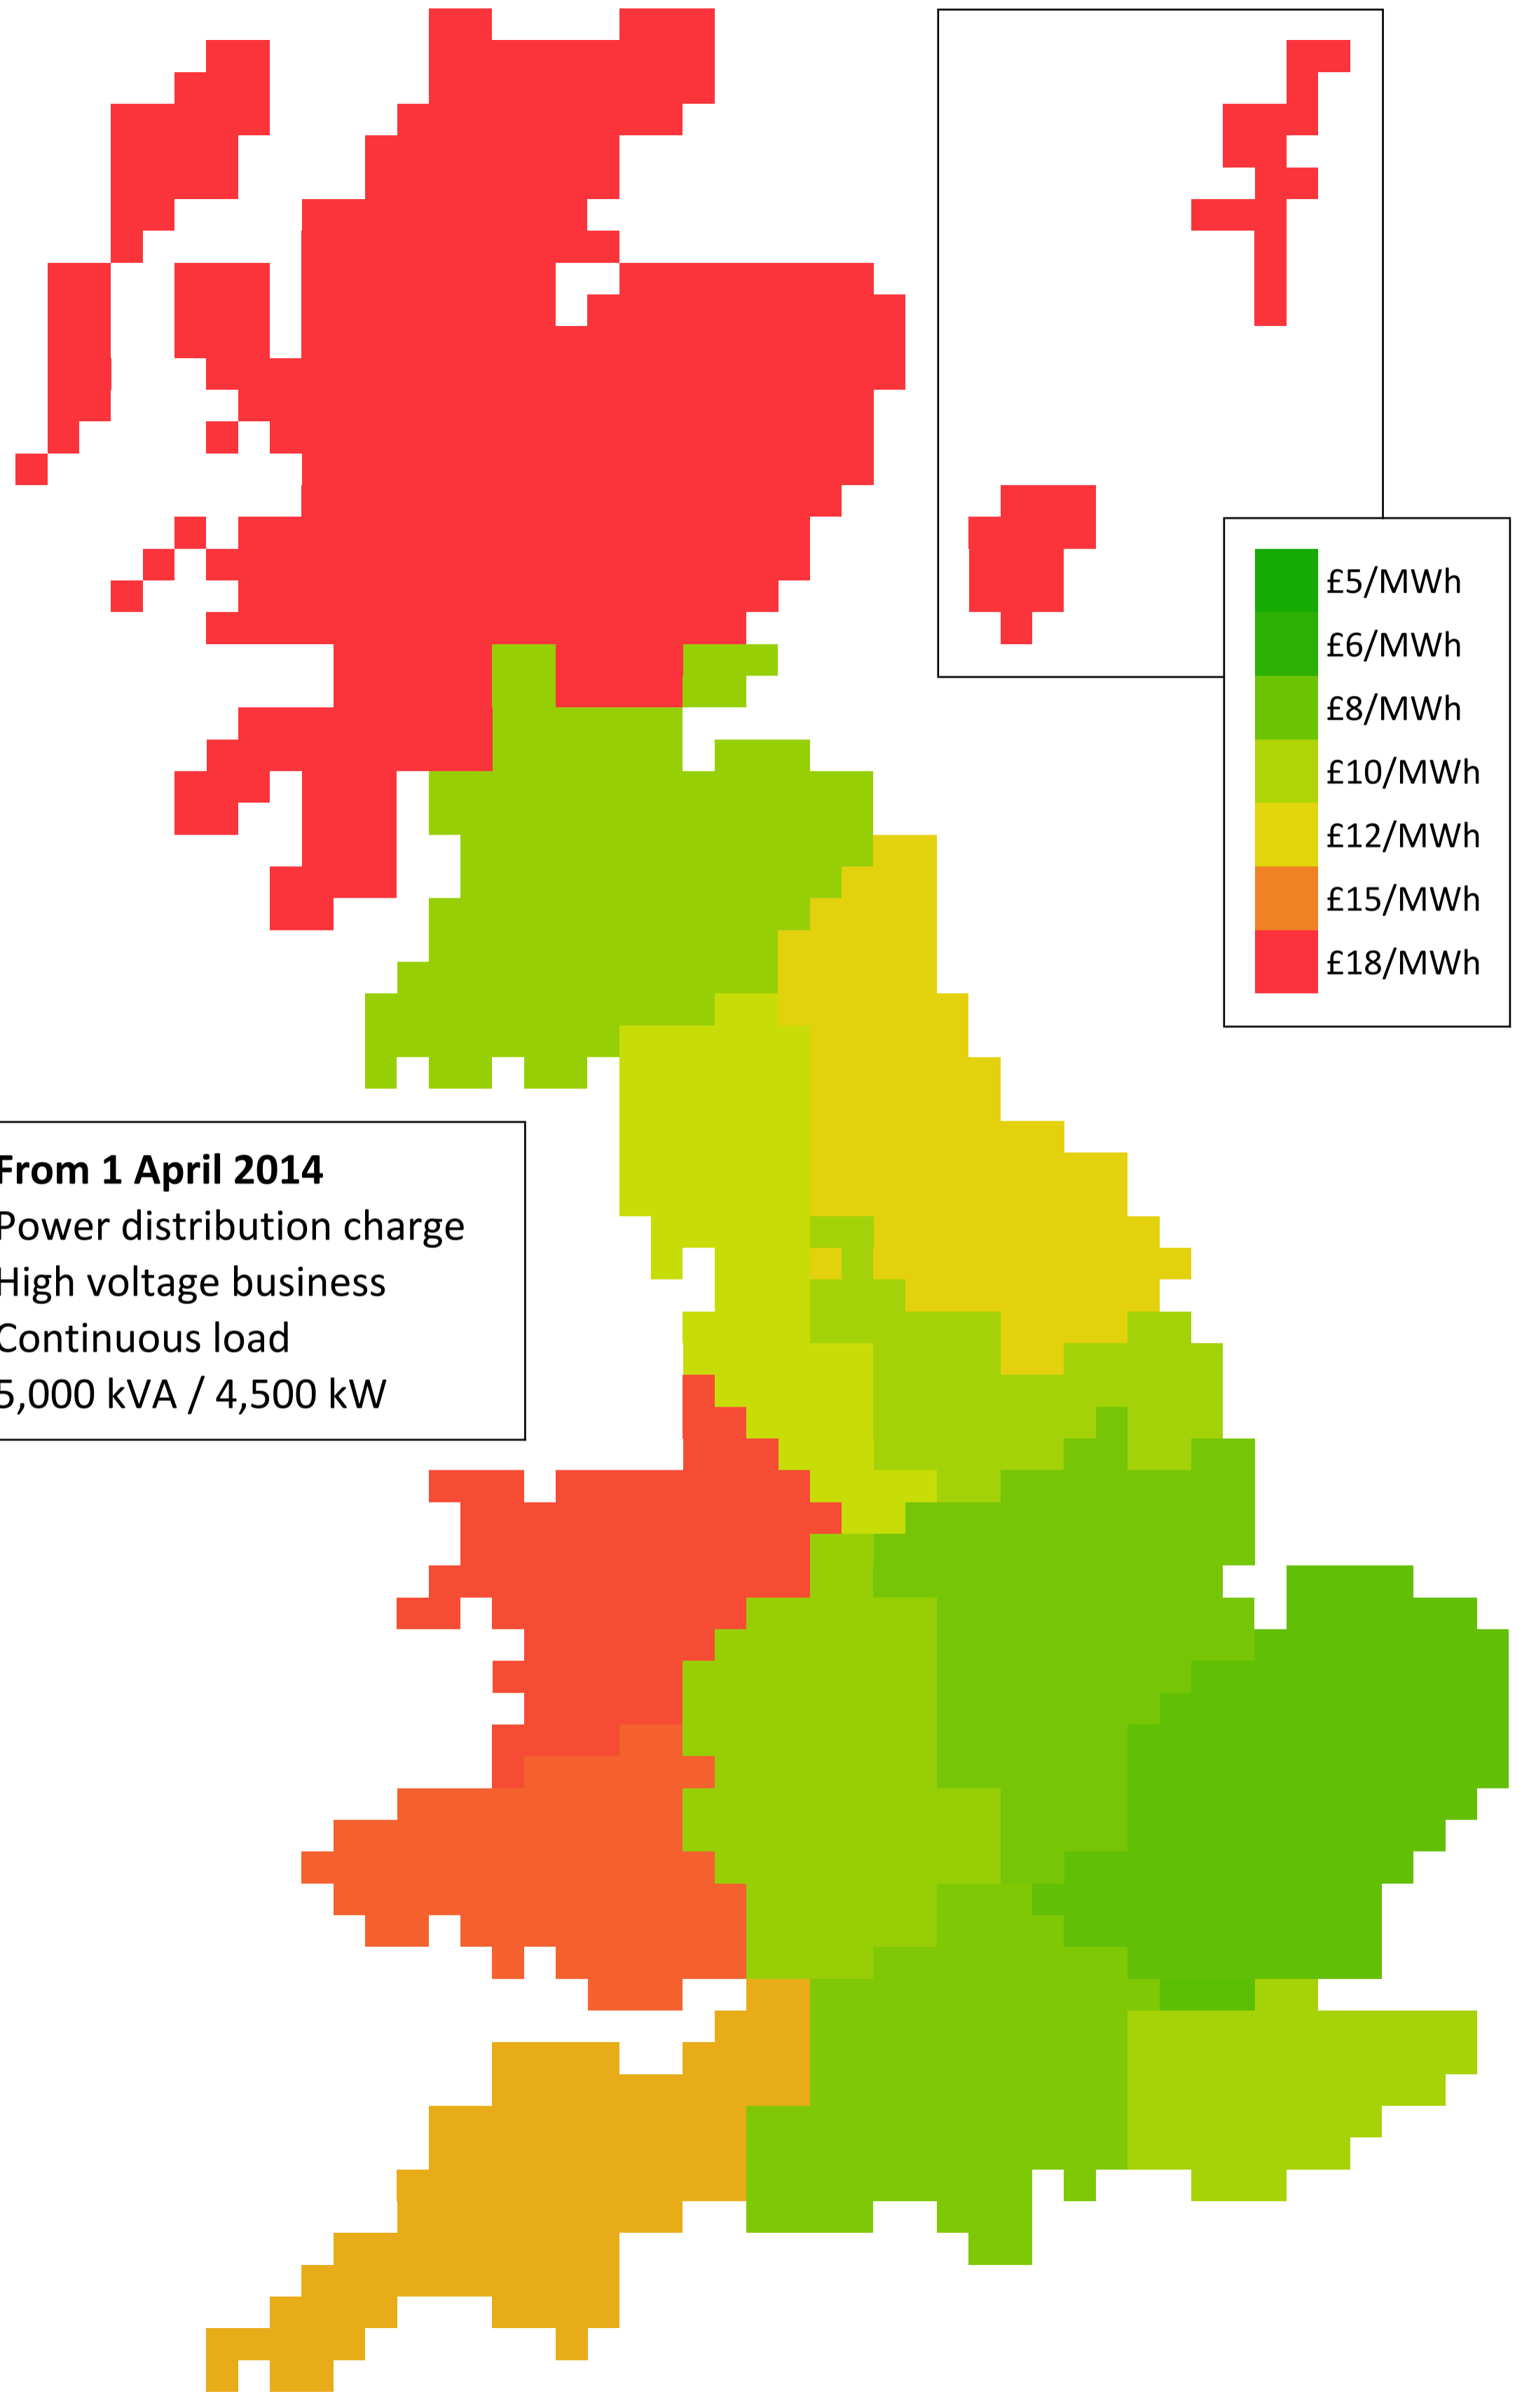 £5/MWh
£6/MWh
£8/MWh
£10/MWh
£12/MWh
£15/MWh
£18/MWh
From 1 April 2014
Power distribution charge
High voltage business
Continuous load
5,000 kVA / 4,500 kW